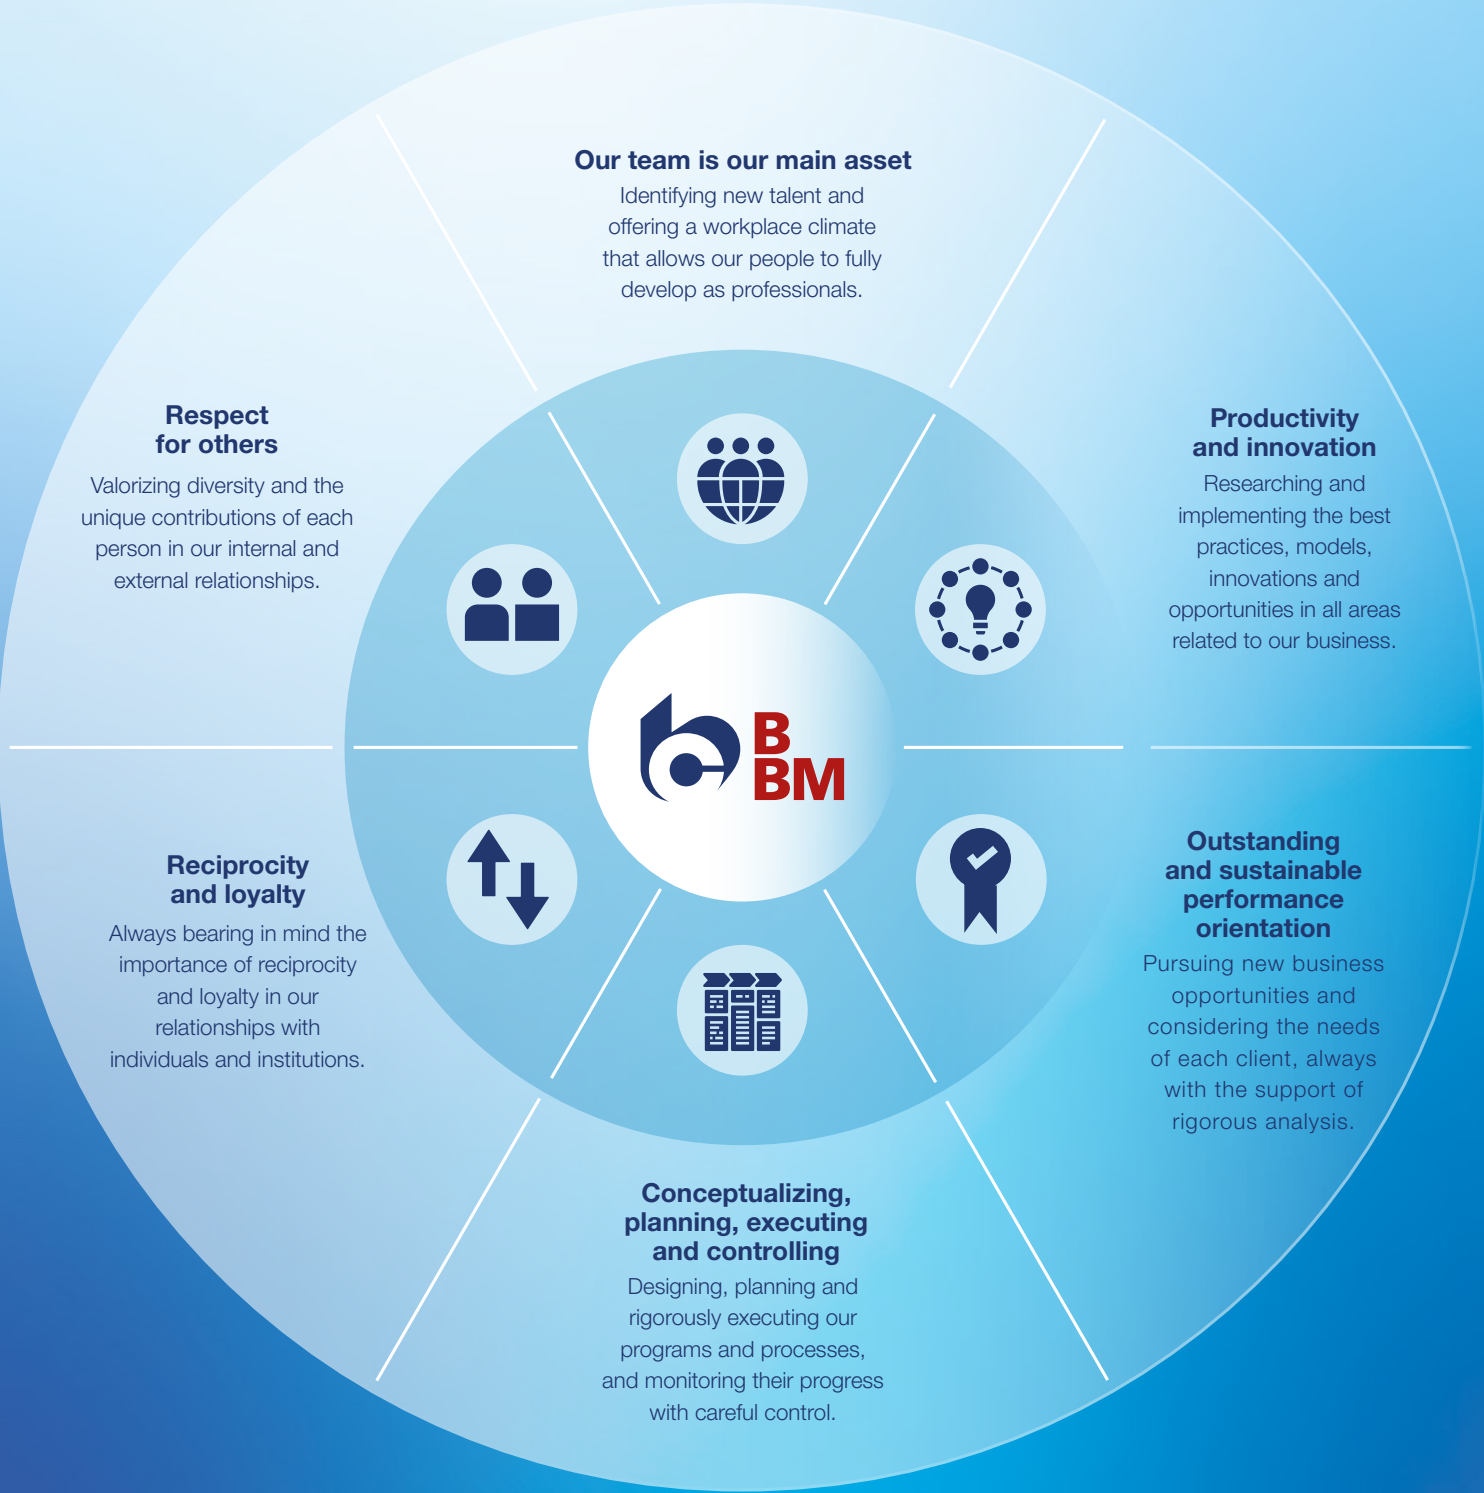 Our team is our main asset
Identifying new talent and
offering a workplace climate
that allows our people to fully
develop as professionals.
Respect
for others
Valorizing diversity and the
unique contributions of each
person in our internal and
external relationships.
Productivity
and innovation
Researching and
implementing the best
practices, models,
innovations and
opportunities in all areas
related to our business.
B
BM
Reciprocity
and loyalty
Always bearing in mind the
importance of reciprocity
and loyalty in our
relationships with
individuals and institutions.
Outstanding
and sustainable
performance
orientation
Pursuing new business
opportunities and
considering the needs
of each client, always
with the support of
rigorous analysis.
Conceptualizing,
planning, executing
and controlling
Designing, planning and
rigorously executing our
programs and processes,
and monitoring their progress
with careful control.